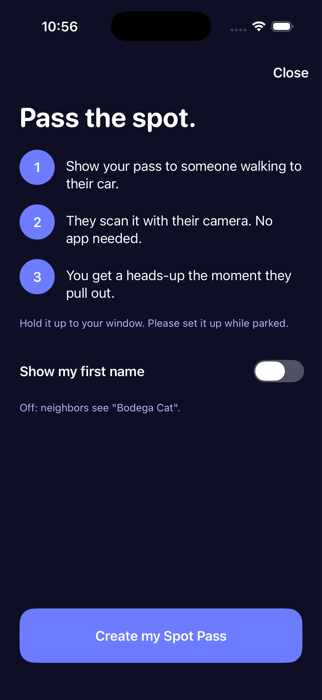 10:56
Close
Pass the spot.
1
Show your pass to someone walking to
their car.
2
They scan it with their camera. No
app needed.
3
You get a heads-up the moment they
pull out.
Hold it up to your window. Please set it up while parked.
Show my first name
Off: neighbors see "Bodega Cat".
Create my Spot Pass